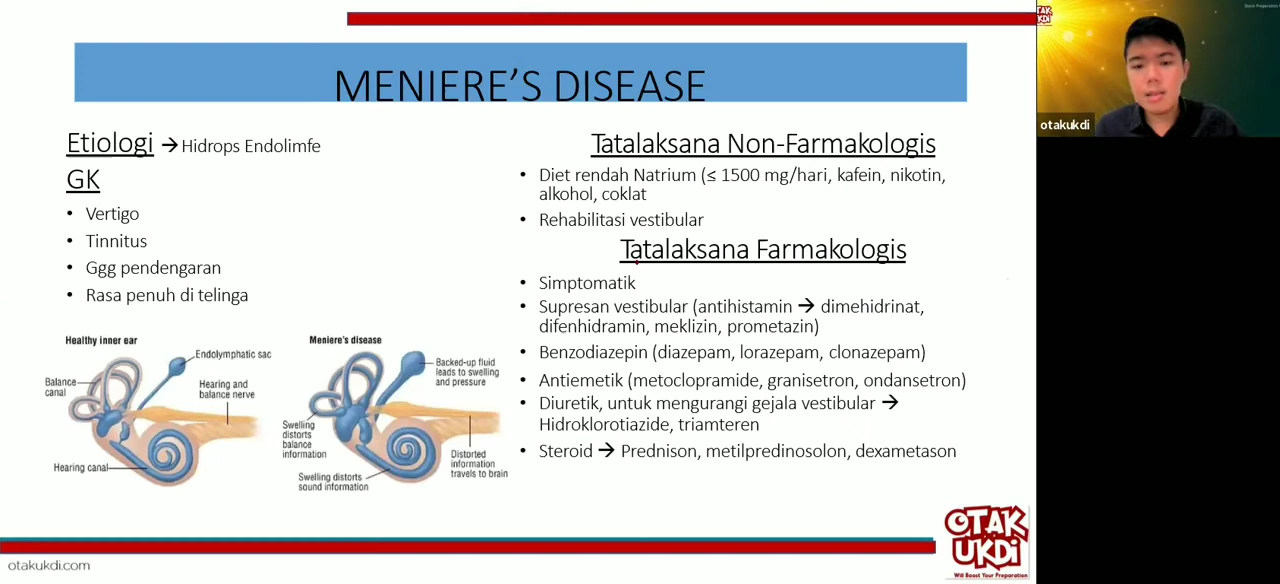 MENIERE’S DISEASE
Etiologi → Hidrops Endolimfe
GK
• Vertigo
• Tinnitus
• Ggg pendengaran
• Rasa penuh di telinga
Healthy inner ear
Endolymphatic sac
Balance
canal
Hearing and
balance nerve
Hearing canal
Meniere's disease
Backed-up fluid
leads to swelling
and pressure
Swelling
distorts
balance
information
Swelling distorts
sound information
Distorted
information
travels to brain
Tatalaksana Non-Farmakologis
• Diet rendah Natrium (≤ 1500 mg/hari, kafein, nikotin,
alkohol, coklat
• Rehabilitasi vestibular
Tatalaksana Farmakologis
• Simptomatik
• Supresan vestibular (antihistamin → dimehidrinat,
difenhidramin, meklizin, prometazin)
• Benzodiazepin (diazepam, lorazepam, clonazepam)
• Antiemetik (metoclopramide, granisetron, ondansetron)
• Diuretik, untuk mengurangi gejala vestibular →
Hidroklorotiazide, triamteren
• Steroid → Prednison, metilpredinosolon, dexametason
OTAK
UKDI
Will Boost Your Preparation
otakukdi.com
OTAK
UKDI
otakukdi